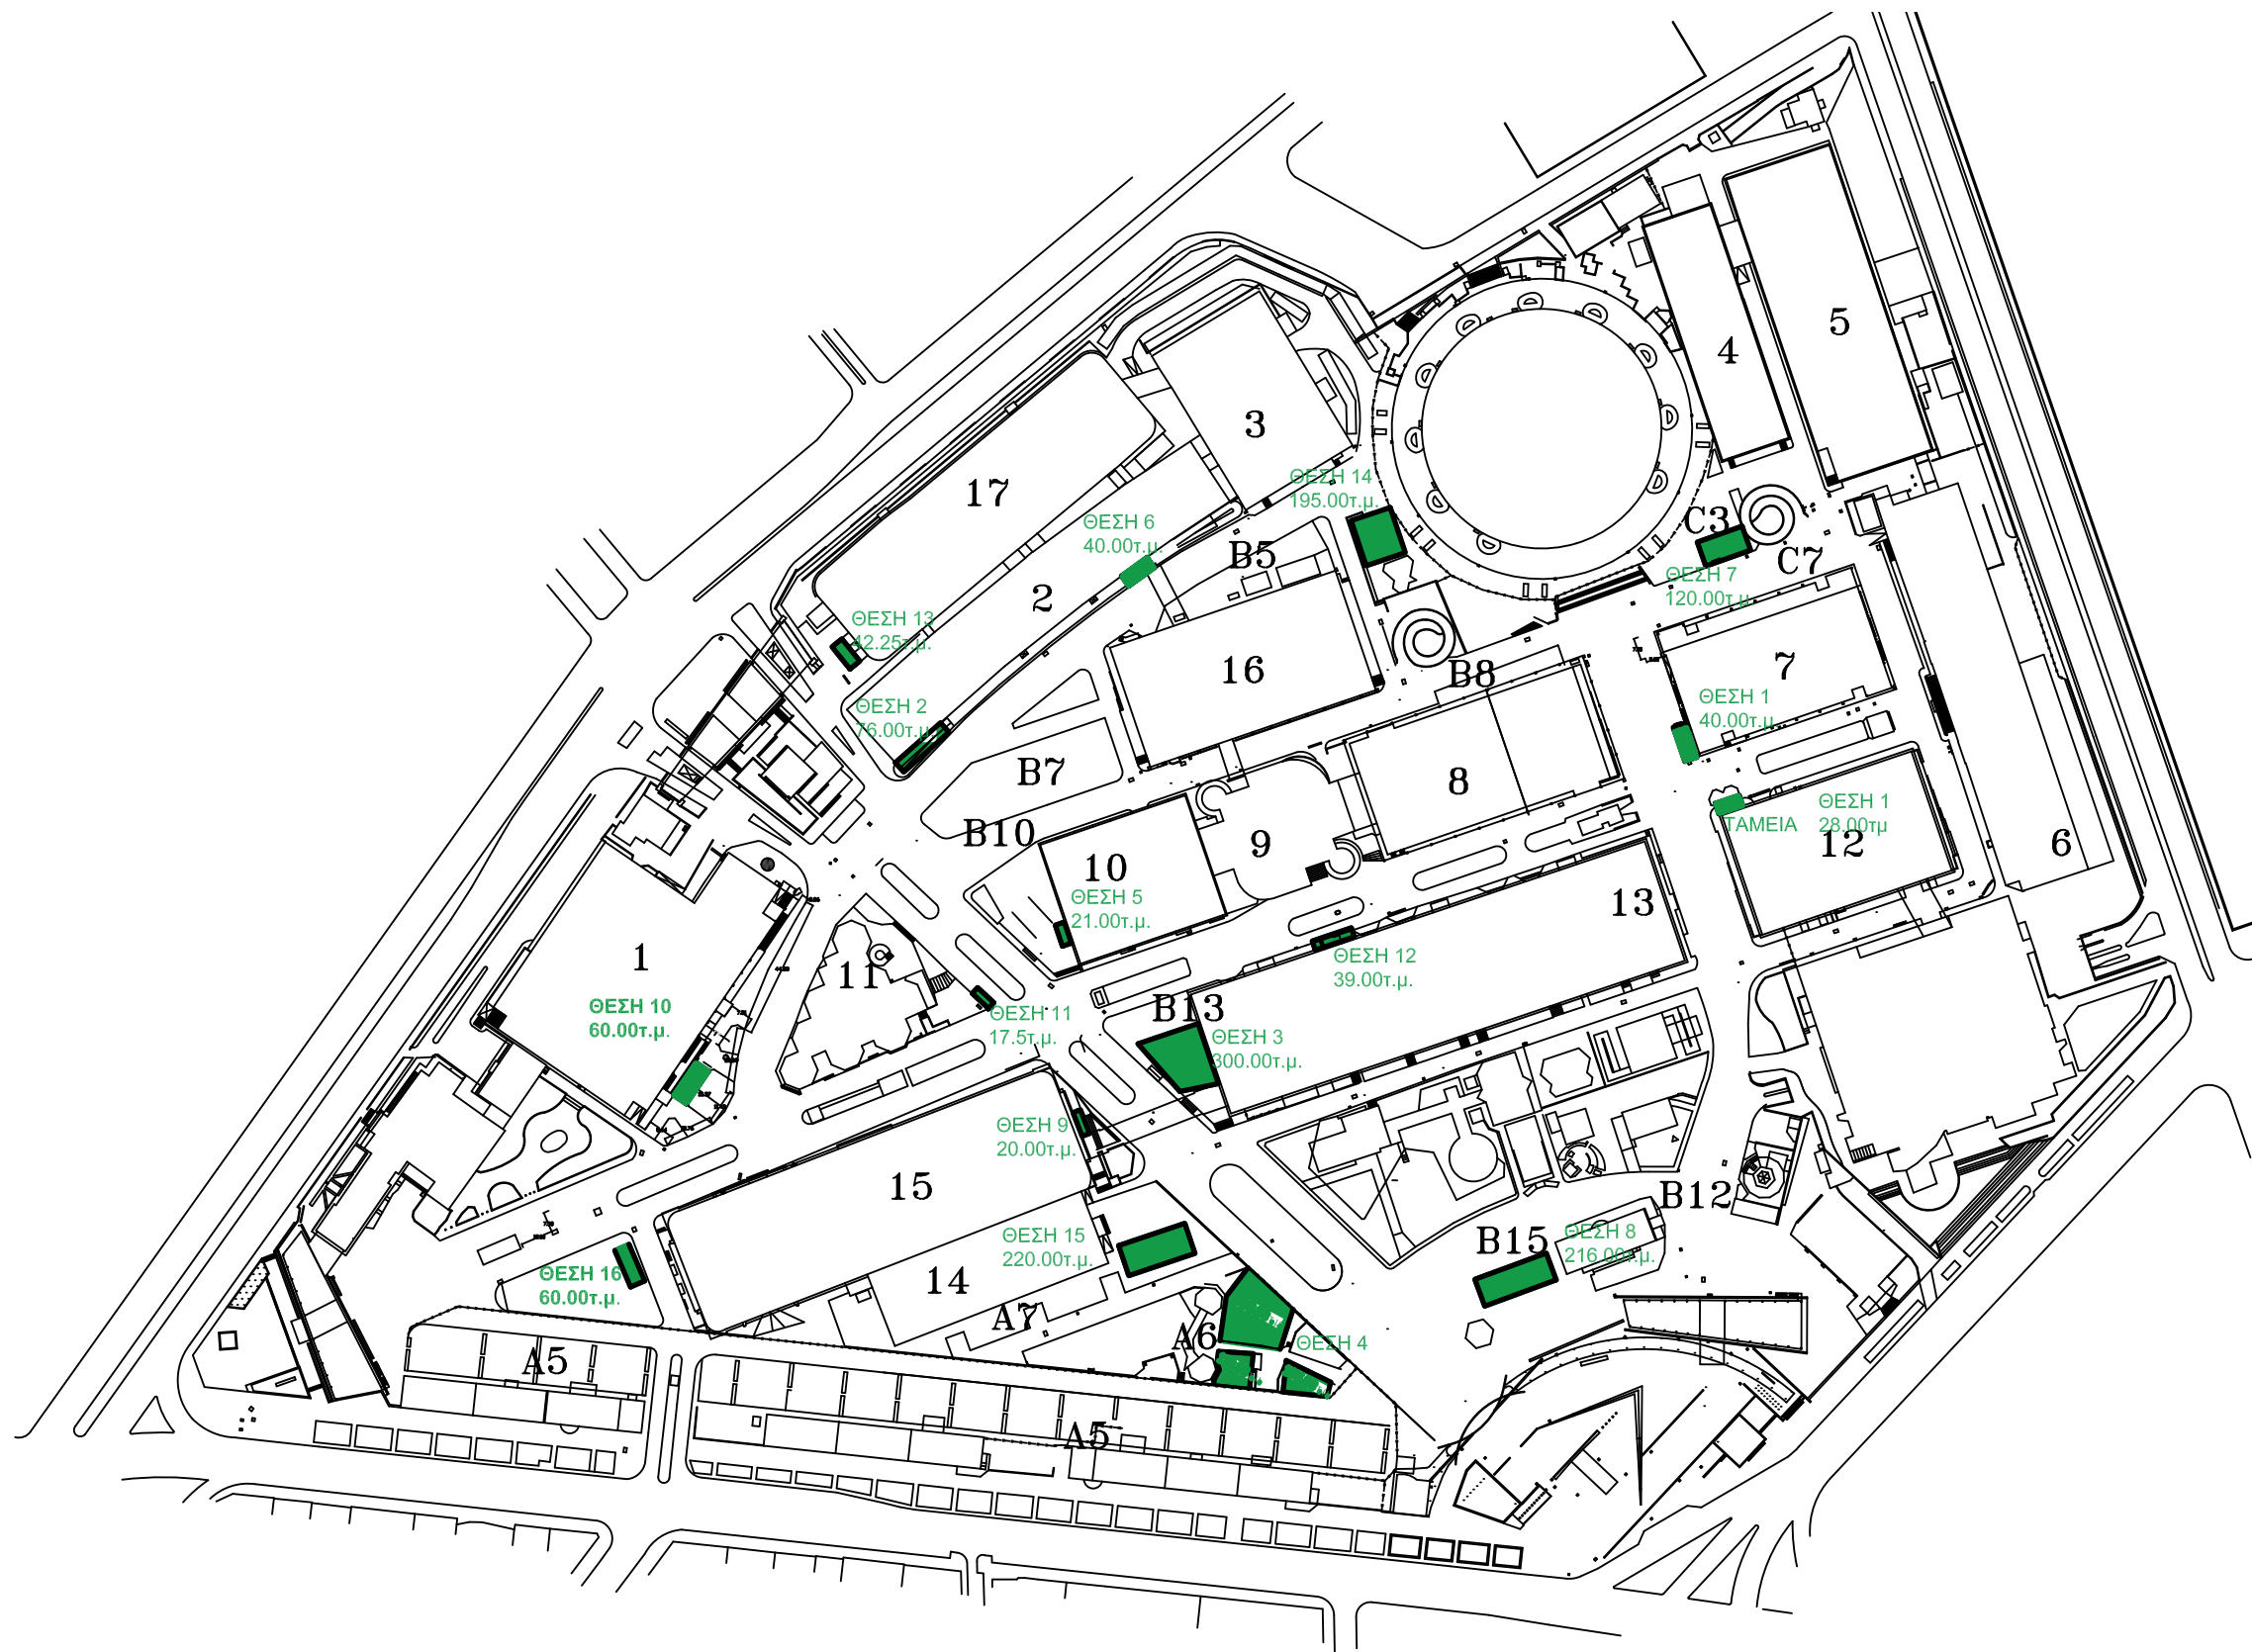 5
4
3
ΘΕΣΗ 14
195.00τ.μ.
17
C3
ΘΕΣΗ 6
40.00τ.μ.
B5
C7
ΘΕΣΗ 7
120.00τ.μ.
2
ΘΕΣΗ 13
42.25τ.μ.
16
B8
7
ΘΕΣΗ 2
76.00τ.μ.
ΘΕΣΗ 1
40.00τ.μ.
B7
8
ΘΕΣΗ 1
28.00τμ
ΤΑΜΕΙΑ
B10
9
12
6
10
ΘΕΣΗ 5
21.00τ.μ.
13
1
ΘΕΣΗ 12
39.00τ.μ.
11
ΘΕΣΗ 10
60.00τ.μ.
B13
ΘΕΣΗ 11
17.5τ.μ.
ΘΕΣΗ 3
300.00τ.μ.
ΘΕΣΗ 9
20.00τ.μ.
15
B12
ΘΕΣΗ 15
220.00τ.μ.
B15
ΘΕΣΗ 8
216.00τ.μ.
ΘΕΣΗ 16
60.00τ.μ.
14
A7
A6
ΘΕΣΗ 4
A5
A5